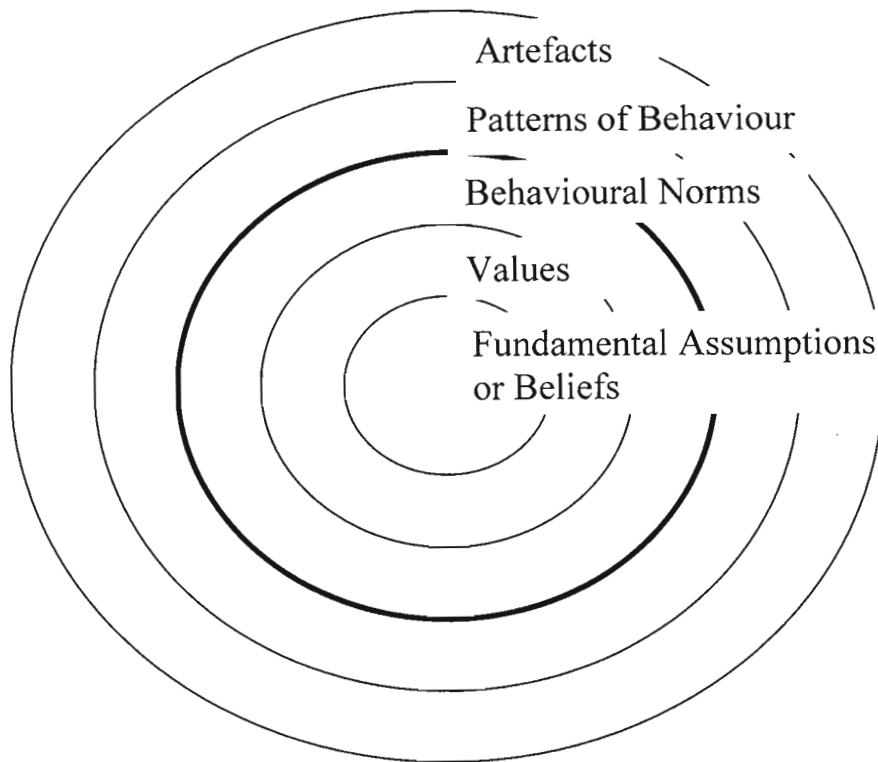 Artefacts
Patterns of Behaviour
Behavioural Norms
Values
Fundamental Assumptions
or Beliefs